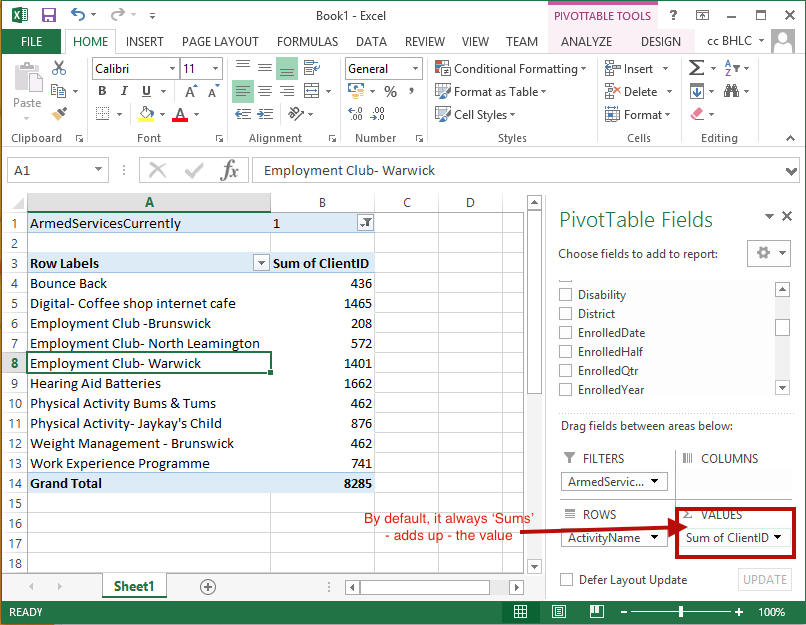 Book1 - Excel
PIVOTTABLE TOOLS
?
FILE HOME INSERT PAGE LAYOUT FORMULAS DATA REVIEW VIEW TEAM ANALYZE DESIGN cc BHLC
Paste
Calibri 11
B I U A A
A
General
% ,
Conditional Formatting
Format as Table
Cell Styles
Insert
Delete
Format
Clipboard Font Alignment Number Styles Cells Editing
A1 fx Employment Club- Warwick
A B C D
1 ArmedServicesCurrently 1
2
3 Row Labels Sum of ClientID
4 Bounce Back 436
5 Digital- Coffee shop internet cafe 1465
6 Employment Club -Brunswick 208
7 Employment Club- North Leamington 572
8 Employment Club- Warwick 1401
9 Hearing Aid Batteries 1662
10 Physical Activity Bums & Tums 462
11 Physical Activity- Jaykay's Child 876
12 Weight Management - Brunswick 462
13 Work Experience Programme 741
14 Grand Total 8285
15
16
17
18
By default, it always ‘Sums’
- adds up - the value
Sheet1
PivotTable Fields
Choose fields to add to report:
Disability
District
EnrolledDate
EnrolledHalf
EnrolledQtr
EnrolledYear
Drag fields between areas below:
FILTERS COLUMNS
ArmedServic...
ROWS Σ VALUES
ActivityName Sum of ClientID
Defer Layout Update UPDATE
READY 100%